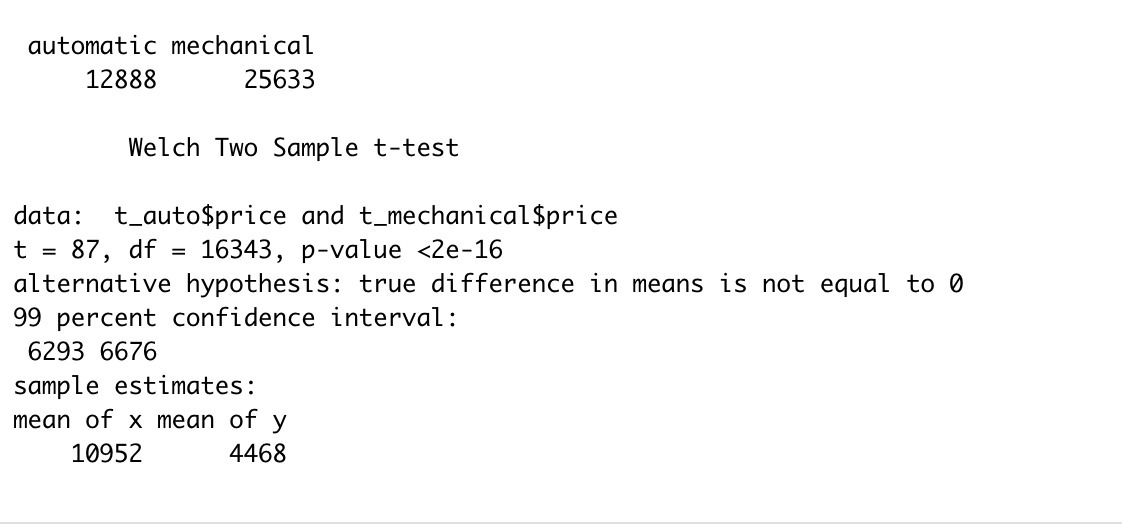 automatic mechanical
12888 25633
Welch Two Sample t-test
data: t_auto$price and t_mechanical$price
t = 87, df = 16343, p-value <2e-16
alternative hypothesis: true difference in means is not equal to 0
99 percent confidence interval:
6293 6676
sample estimates:
mean of x mean of y
10952 4468